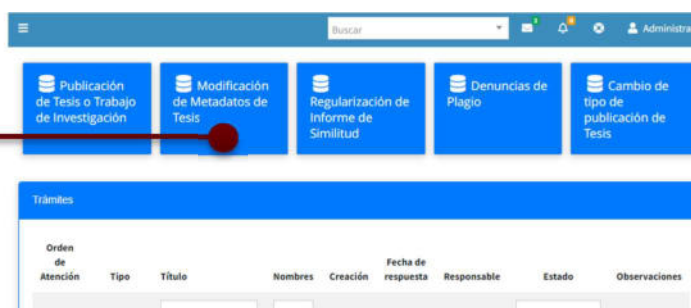 Buscar
3
Administra
Publicación
de Tesis o Trabajo
de Investigación
Modificación
de Metadatos de
Tesis
Regularización de
Informe de
Similitud
Denuncias de
Plagio
Cambio de
tipo de
publicación de
Tesis
Trámites
Orden
de
Atención
Tipo
Título
Nombres
Creación
Fecha de
respuesta
Responsable
Estado
Observaciones